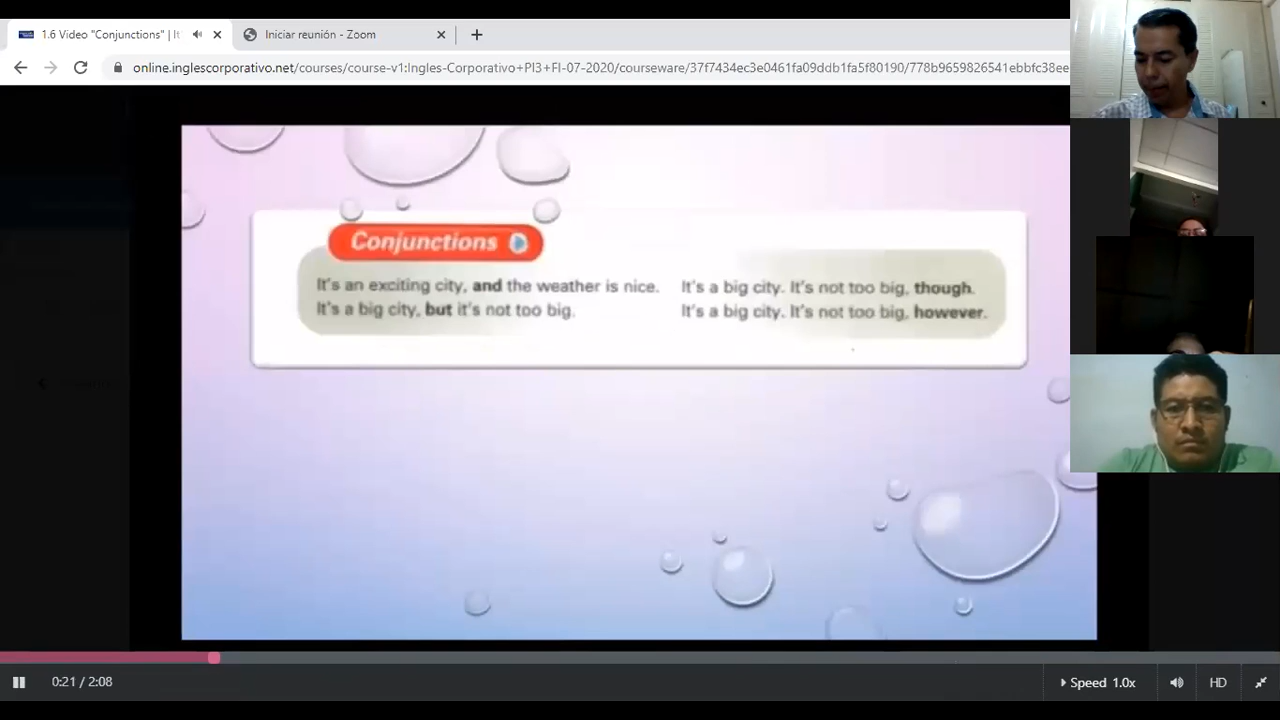 1.6 Video "Conjunctions" | It
Iniciar reunión - Zoom
online.inglescorporativo.net/courses/course-v1:Ingles-Corporativo+PI3+FI-07-2020/courseware/37f7434ec3e0461fa09ddb1fa5f80190/778b9659826541ebbfc38ee
Conjunctions
It's an exciting city, and the weather is nice.
It's a big city, but it's not too big.
It's a big city. It's not too big, though.
It's a big city. It's not too big, however.
0:21 / 2:08
Speed 1.0x
HD